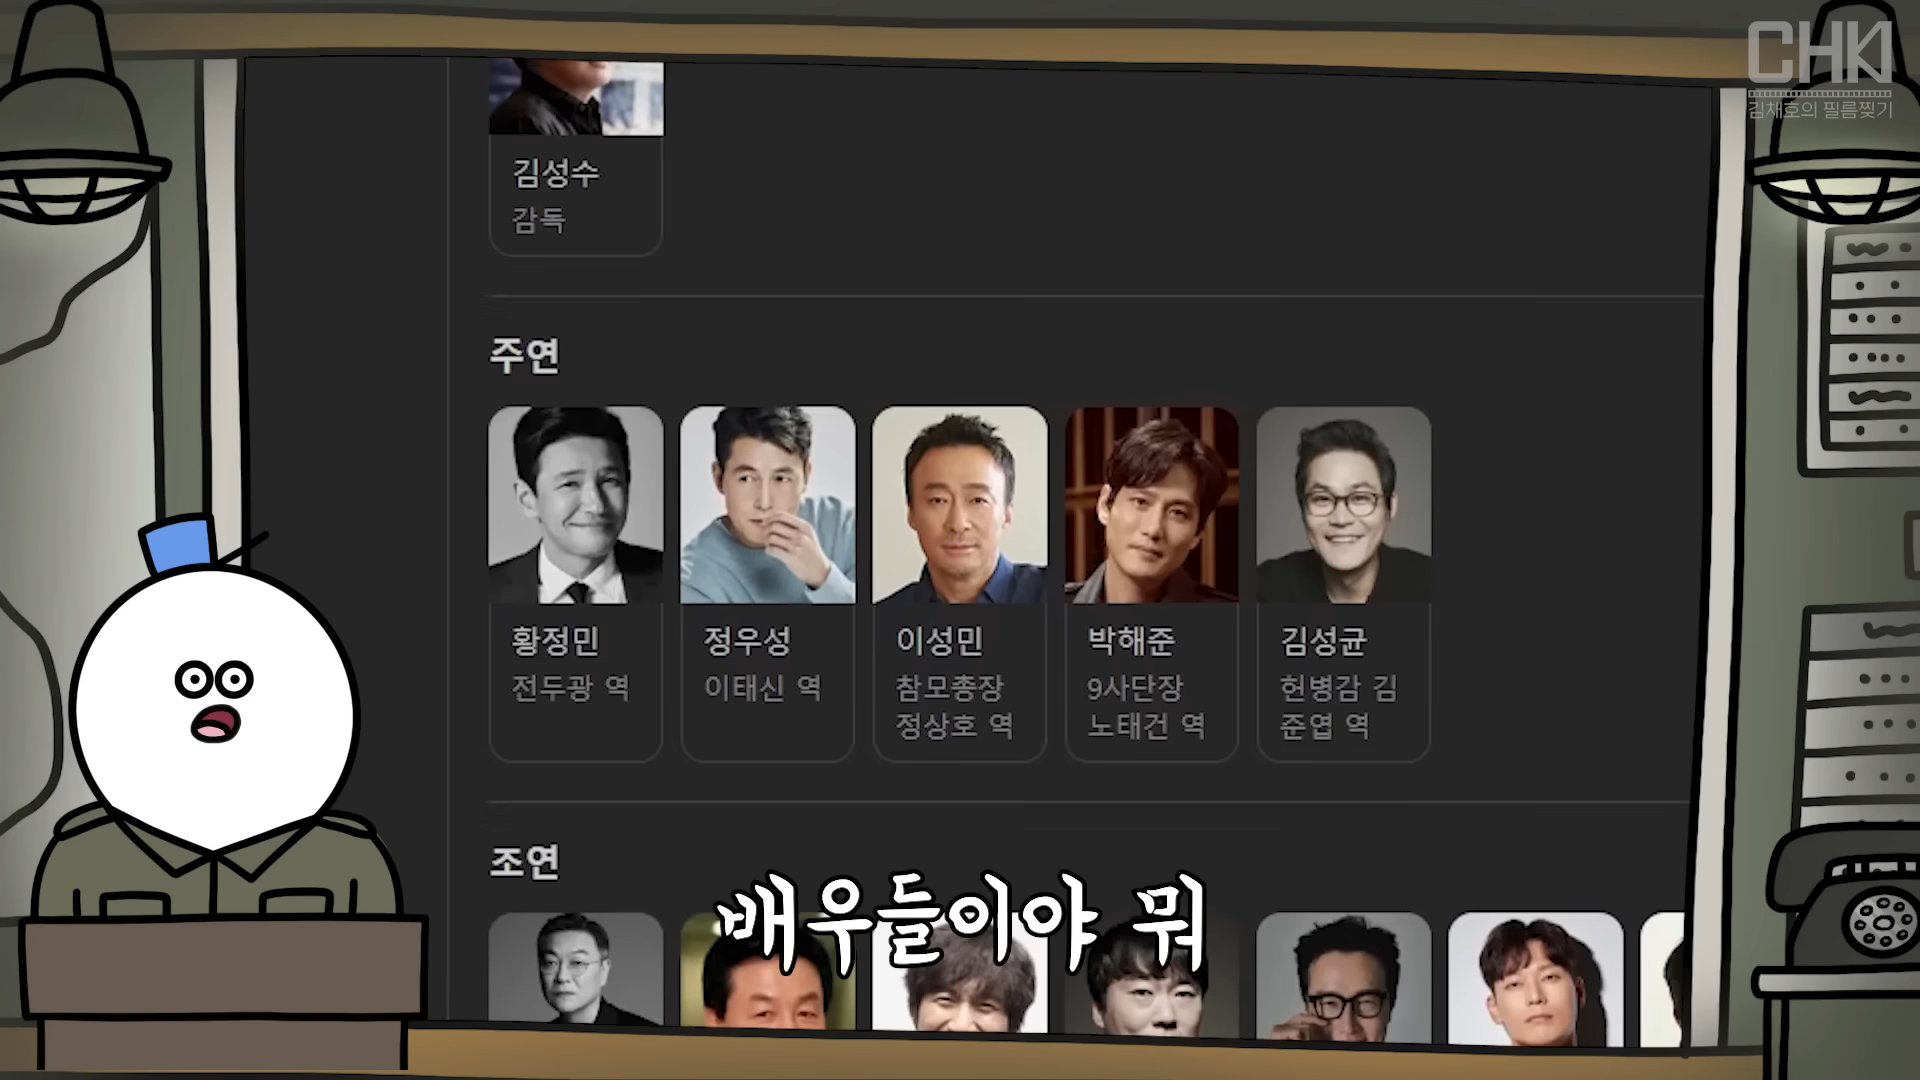 CHKN
김채호의 필름찢기
김성수
감독
주연
황정민
전두광 역
정우성
이태신 역
이성민
참모총장
정상호 역
박해준
9사단장
노태건 역
김성균
헌병감 김
준엽 역
조연
배우들이야 뭐